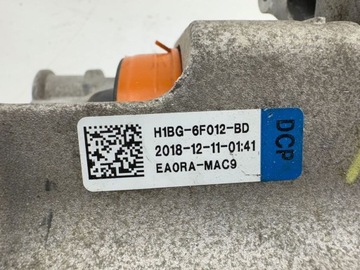 H1BG-6F012-BD
2018-12-11-01:41
EA0RA-MAC9
DCP